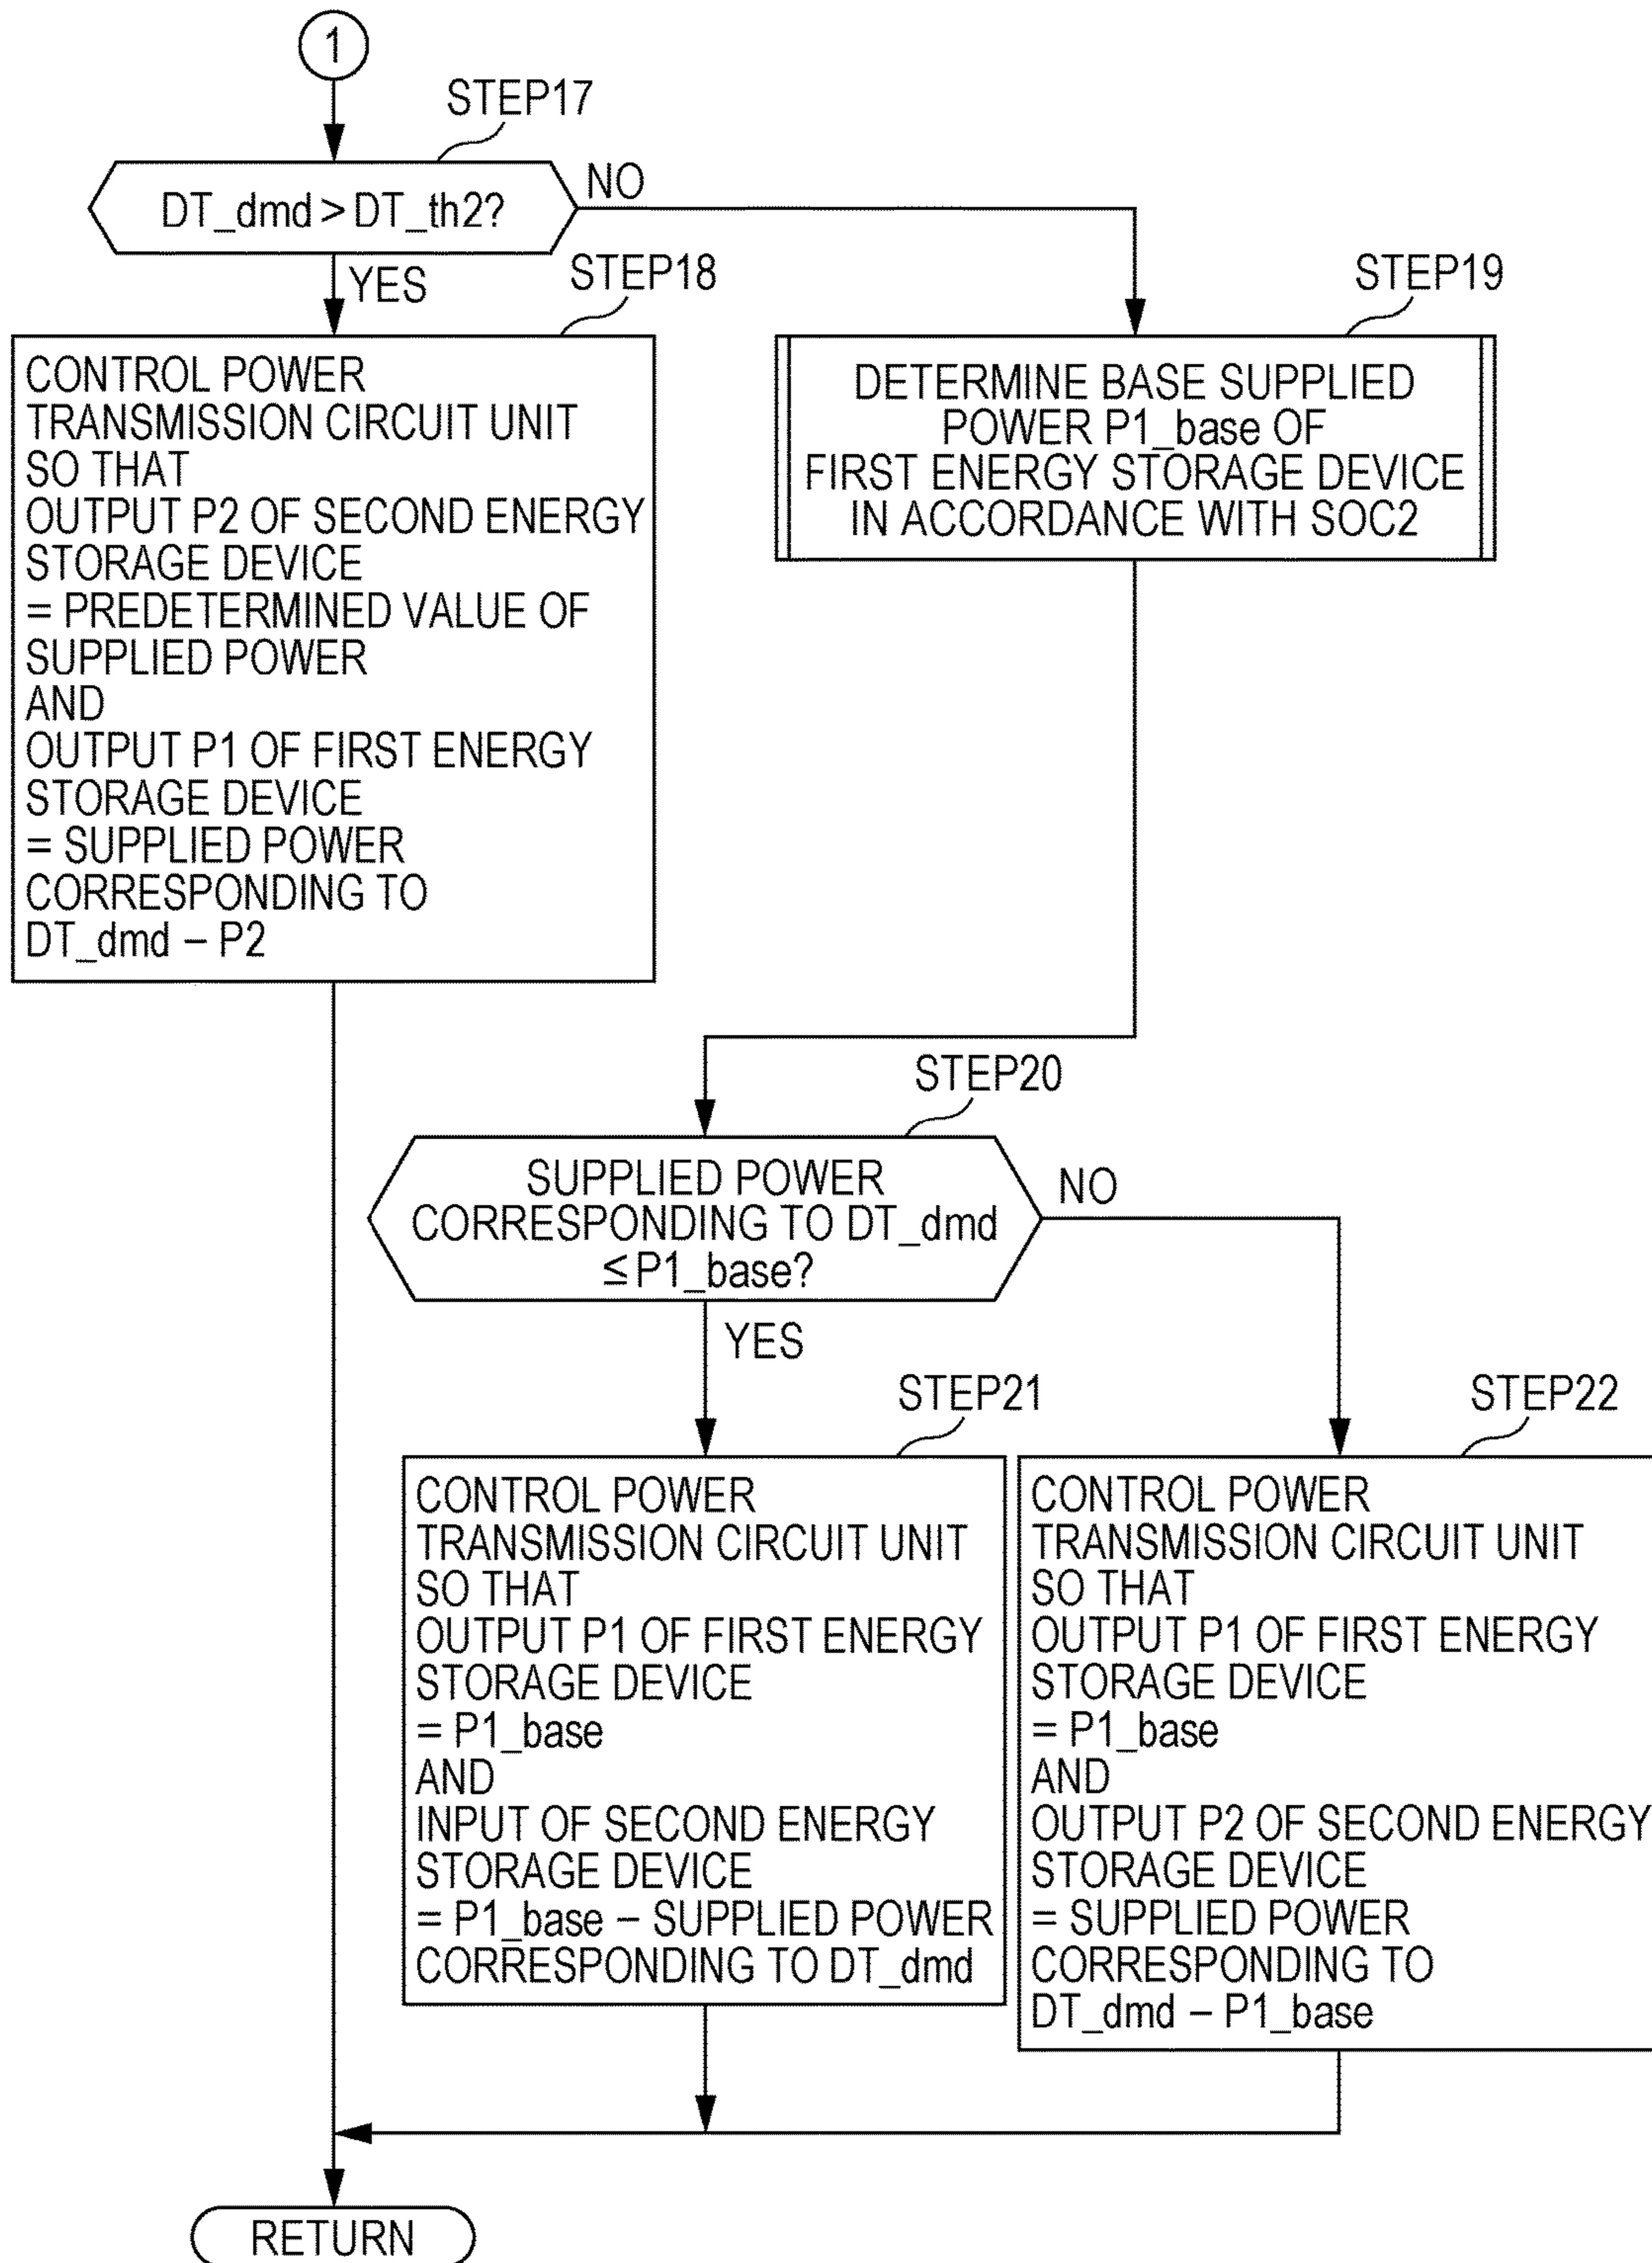 1
STEP17
DT_dmd > DT_th2?
NO
YES
STEP18
CONTROL POWER
TRANSMISSION CIRCUIT UNIT
SO THAT
OUTPUT P2 OF SECOND ENERGY
STORAGE DEVICE
= PREDETERMINED VALUE OF
SUPPLIED POWER
AND
OUTPUT P1 OF FIRST ENERGY
STORAGE DEVICE
= SUPPLIED POWER
CORRESPONDING TO
DT_dmd – P2
STEP19
DETERMINE BASE SUPPLIED
POWER P1_base OF
FIRST ENERGY STORAGE DEVICE
IN ACCORDANCE WITH SOC2
STEP20
SUPPLIED POWER
CORRESPONDING TO DT_dmd
≤ P1_base?
NO
YES
STEP21
CONTROL POWER
TRANSMISSION CIRCUIT UNIT
SO THAT
OUTPUT P1 OF FIRST ENERGY
STORAGE DEVICE
= P1_base
AND
INPUT OF SECOND ENERGY
STORAGE DEVICE
= P1_base – SUPPLIED POWER
CORRESPONDING TO DT_dmd
STEP22
CONTROL POWER
TRANSMISSION CIRCUIT UNIT
SO THAT
OUTPUT P1 OF FIRST ENERGY
STORAGE DEVICE
= P1_base
AND
OUTPUT P2 OF SECOND ENERGY
STORAGE DEVICE
= SUPPLIED POWER
CORRESPONDING TO
DT_dmd – P1_base
RETURN